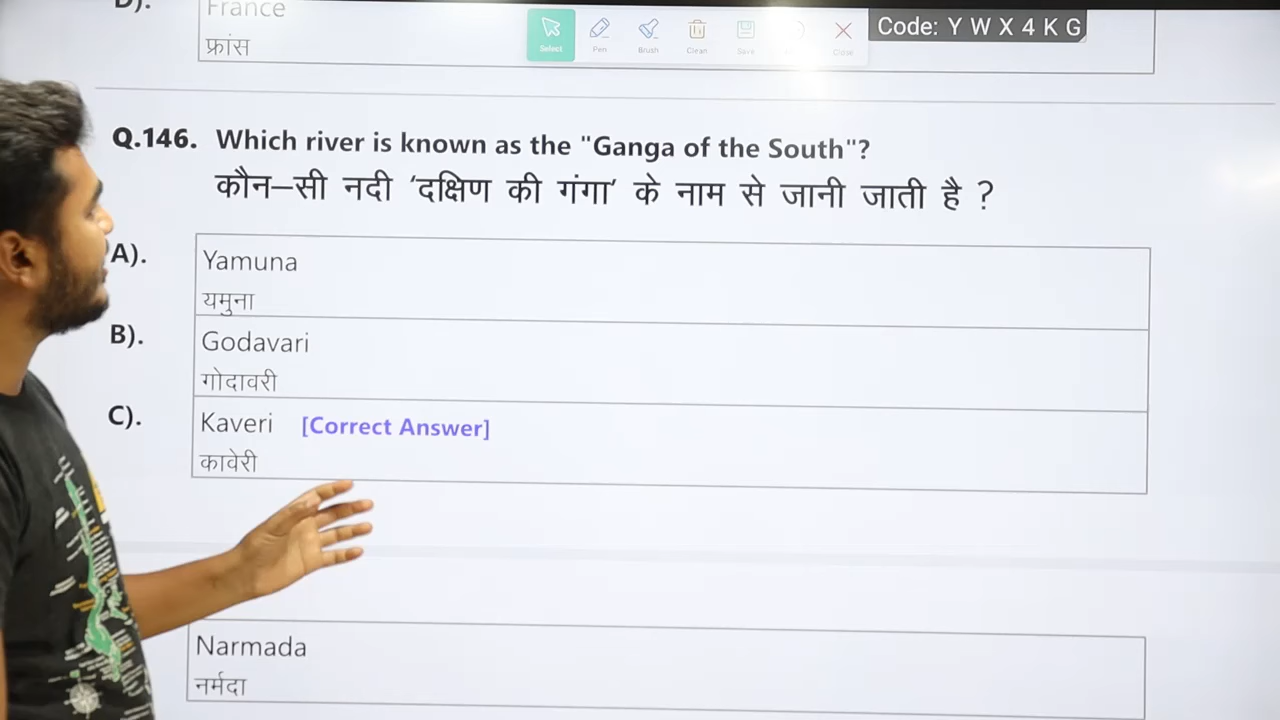 D).
France
फ्रांस
Select
Pen
Brush
Clean
Save
Close
Code: Y W X 4 K G
Q.146. Which river is known as the "Ganga of the South"?
कौन–सी नदी ‘दक्षिण की गंगा’ के नाम से जानी जाती है ?
A).
Yamuna
यमुना
B).
Godavari
गोदावरी
C).
Kaveri [Correct Answer]
कावेरी
Narmada
नर्मदा